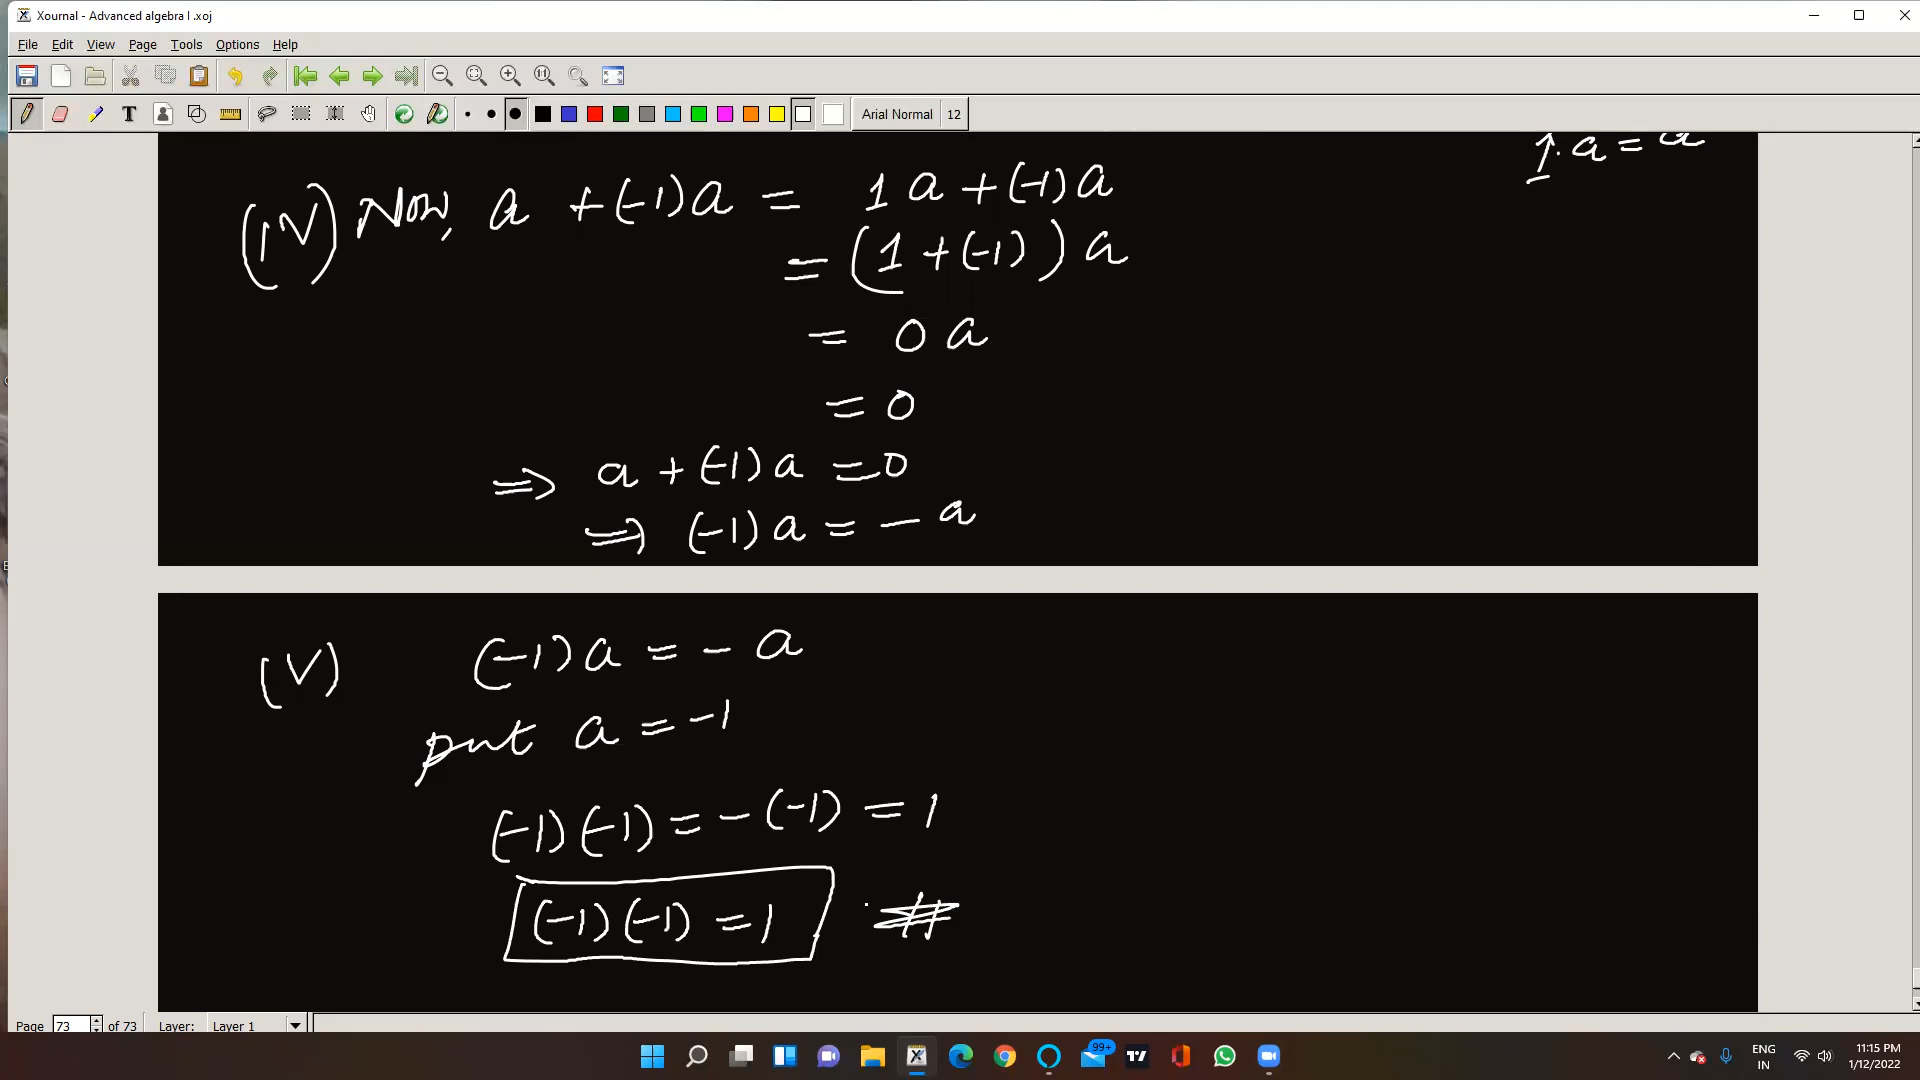 Xournal - Advanced algebra I .xoj
File Edit View Page Tools Options Help
Arial Normal 12
1.a = a
(IV) Now, a + (-1)a = 1a + (-1)a
= (1 + (-1))a
= 0a
= 0
⇒ a + (-1)a = 0
⇒ (-1)a = - a
(V) (-1)a = - a
put a = -1
(-1)(-1) = - (-1) = 1
(-1)(-1) = 1 #
Page 73 of 73 Layer: Layer 1
99+
ENG
IN
11:15 PM
1/12/2022